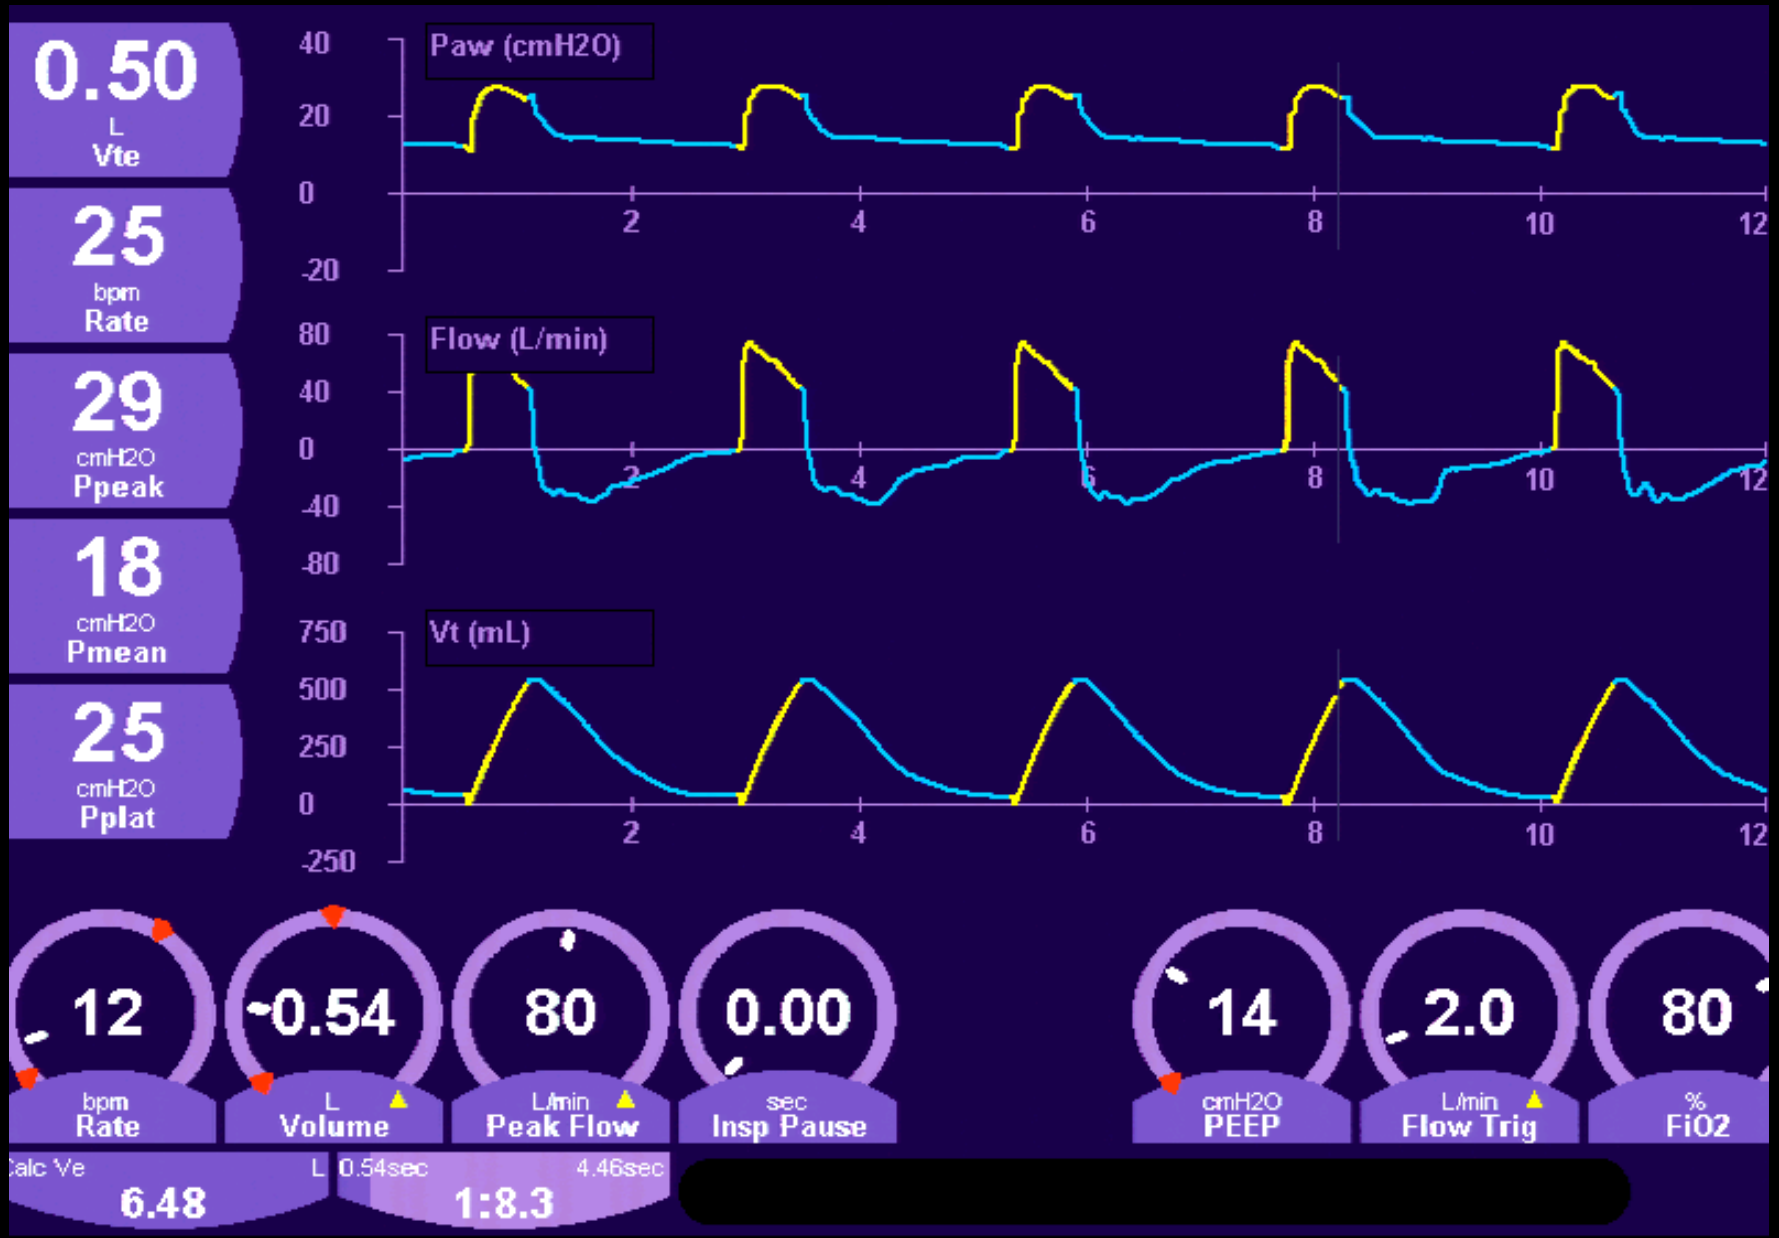 0.50
L
Vte
25
bpm
Rate
29
cmH2O
Ppeak
18
cmH2O
Pmean
25
cmH2O
Pplat
Paw (cmH2O)
40
20
0
-20
2 4 6 8 10 12
Flow (L/min)
80
40
0
-40
-80
2 4 6 8 10 12
Vt (mL)
750
500
250
0
-250
2 4 6 8 10 12
12
bpm
Rate
0.54
L
Volume
80
L/min
Peak Flow
0.00
sec
Insp Pause
14
cmH2O
PEEP
2.0
L/min
Flow Trig
80
%
FiO2
alc Ve L
6.48
0.54sec 4.46sec
1:8.3